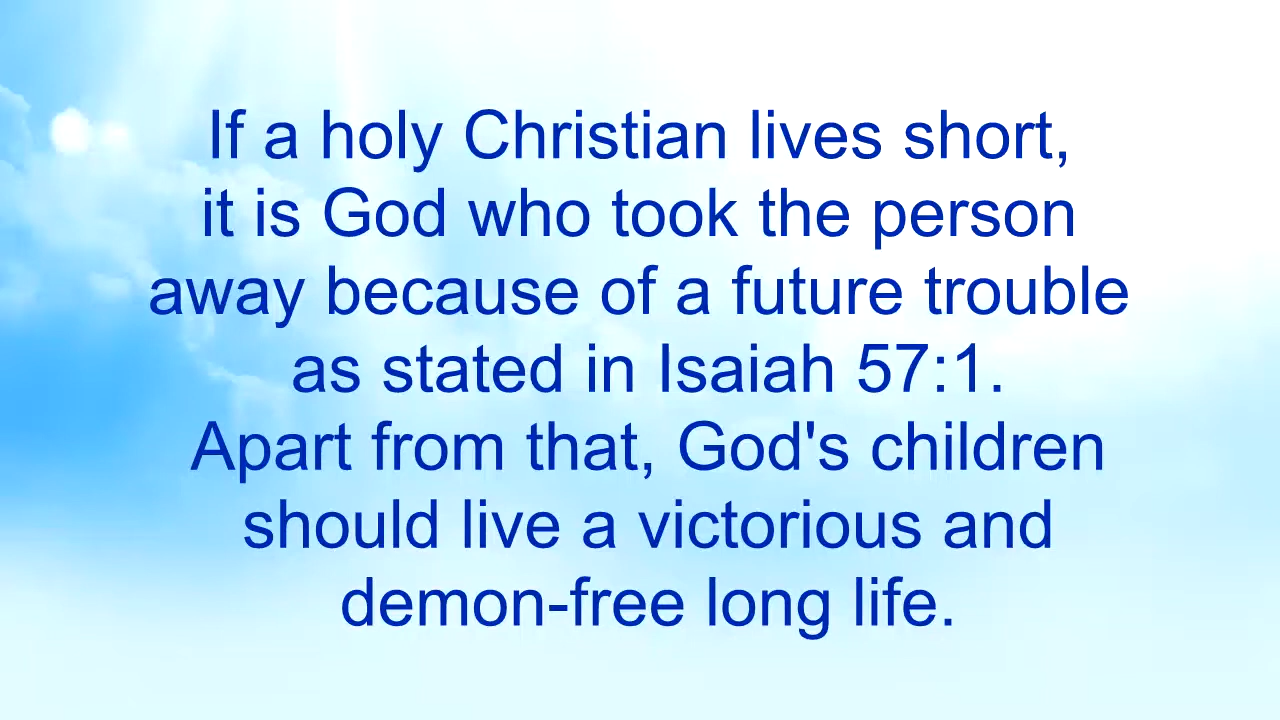 If a holy Christian lives short,
it is God who took the person
away because of a future trouble
as stated in Isaiah 57:1.
Apart from that, God's children
should live a victorious and
demon-free long life.